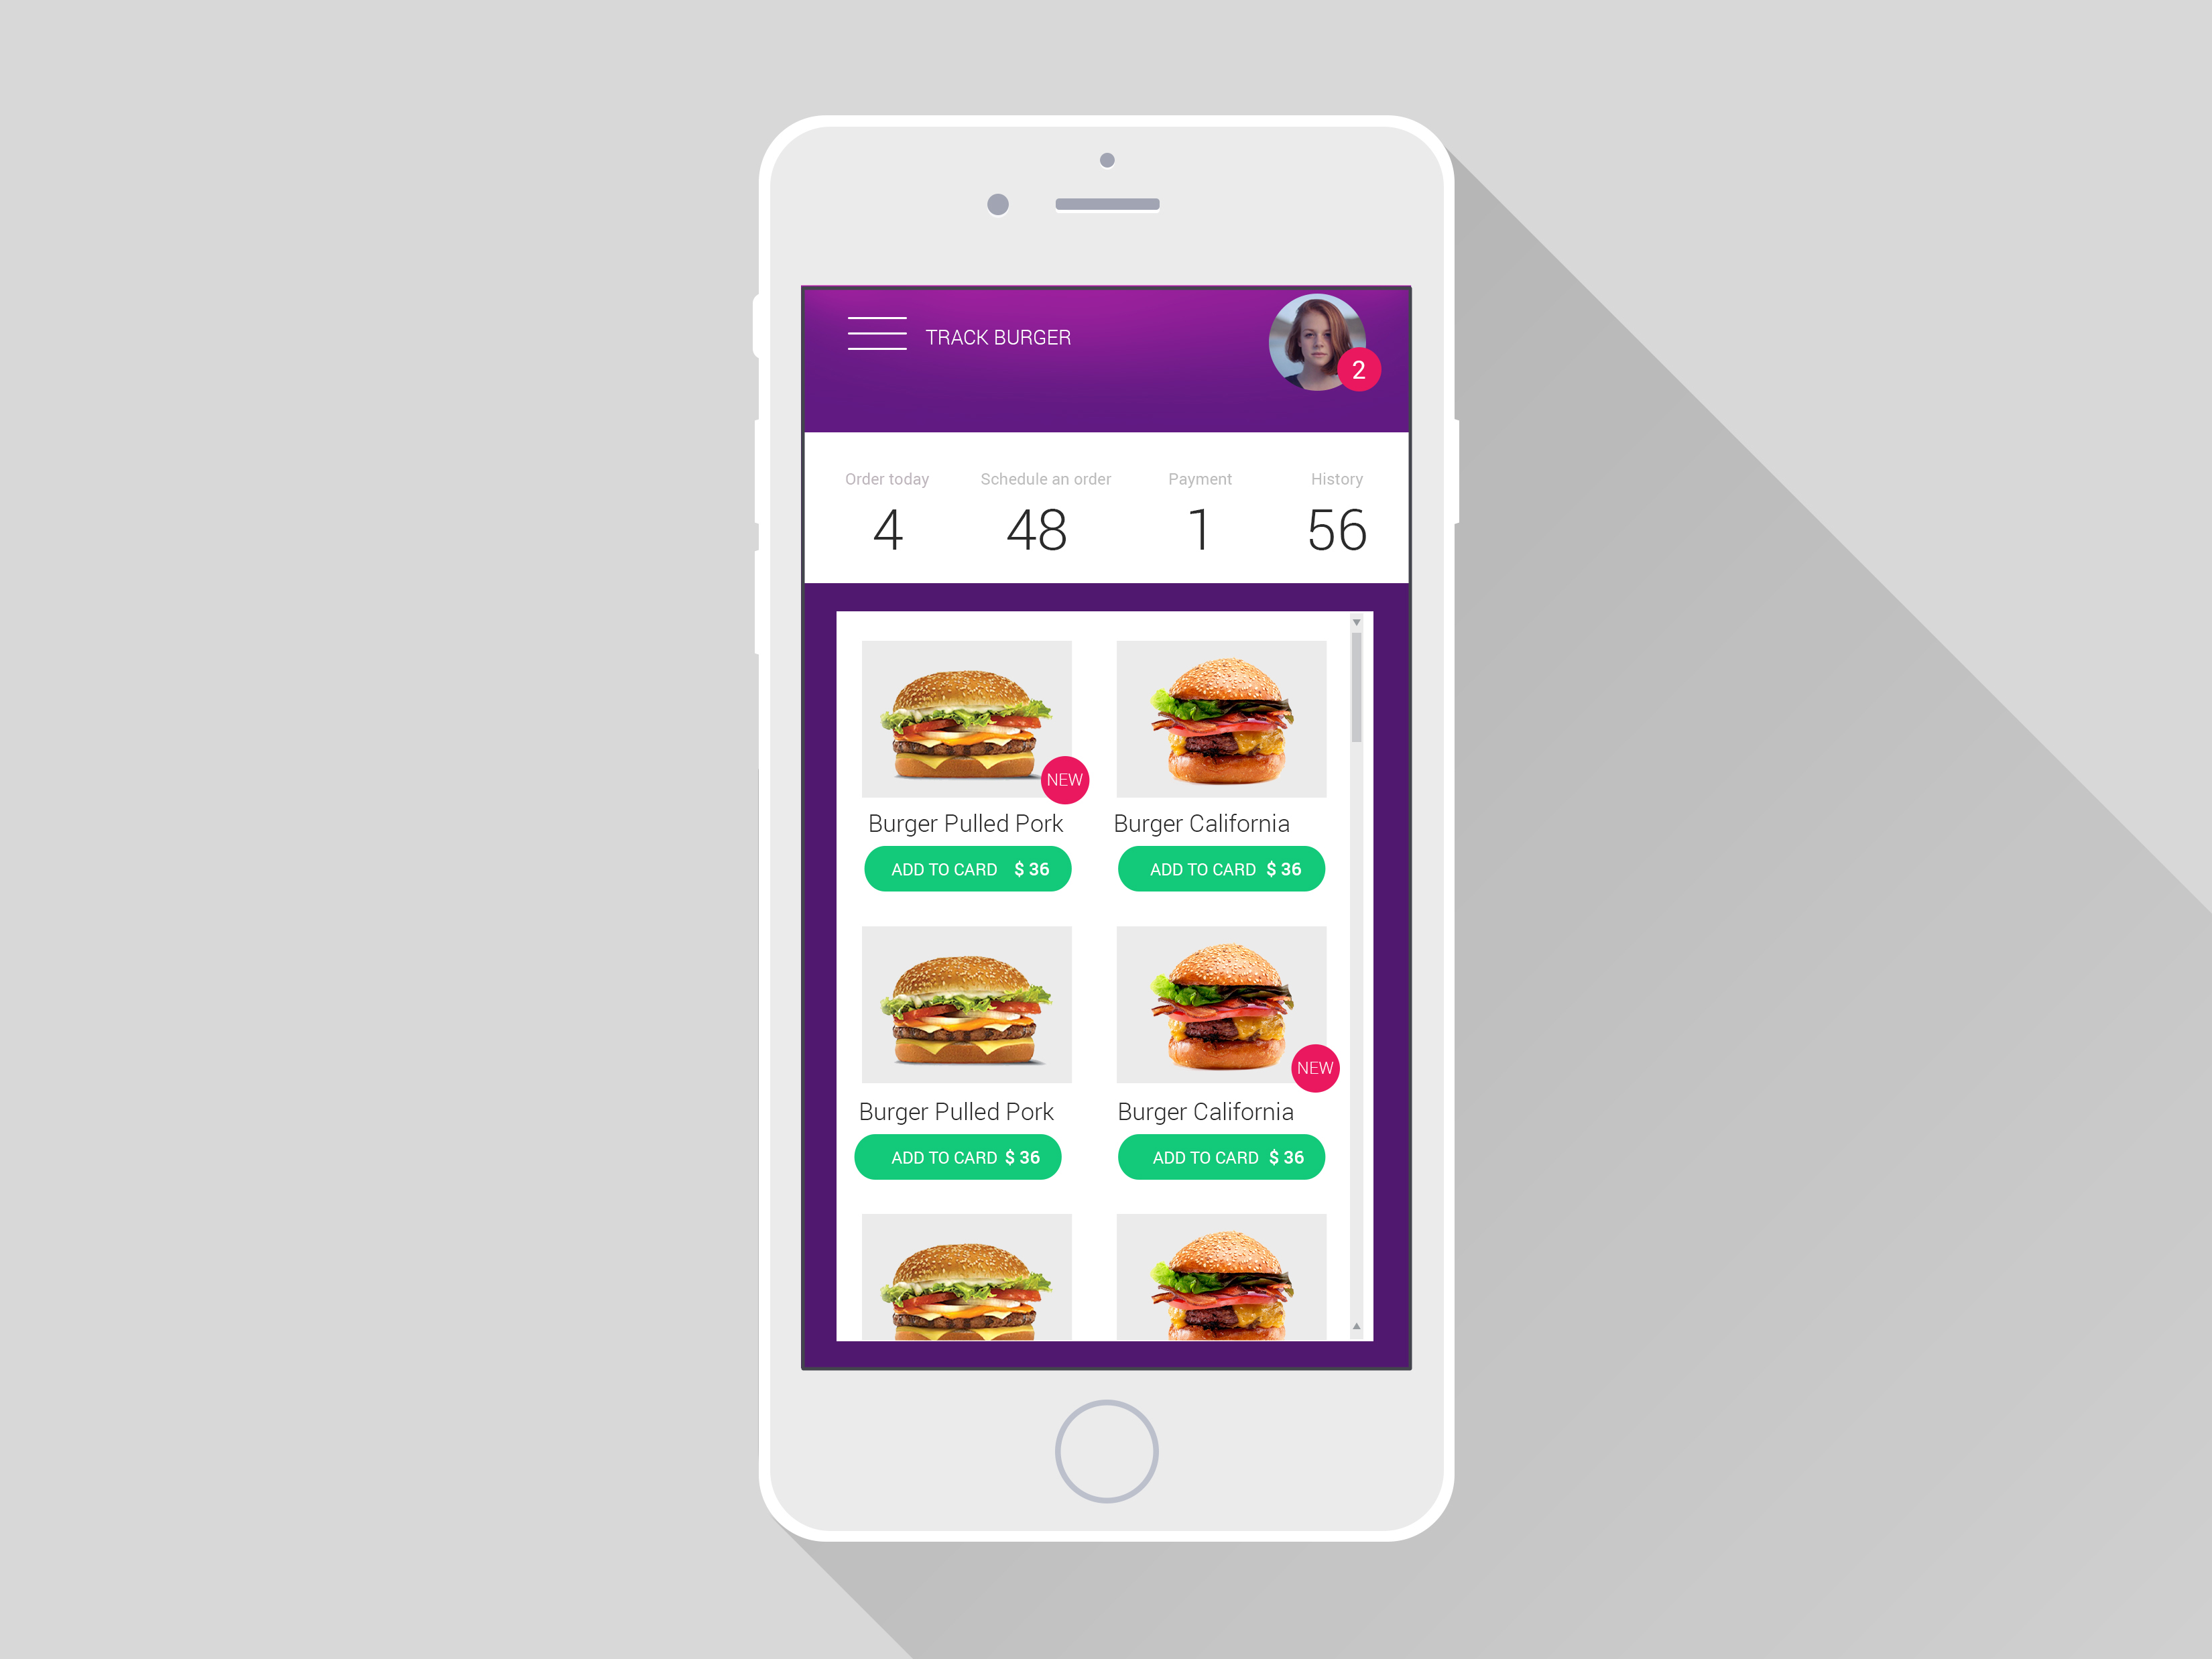 TRACK BURGER
2
Order today Schedule an order Payment History
4 48 1 56
NEW
Burger Pulled Pork Burger California
ADD TO CARD $ 36 ADD TO CARD $ 36
NEW
Burger Pulled Pork Burger California
ADD TO CARD $ 36 ADD TO CARD $ 36